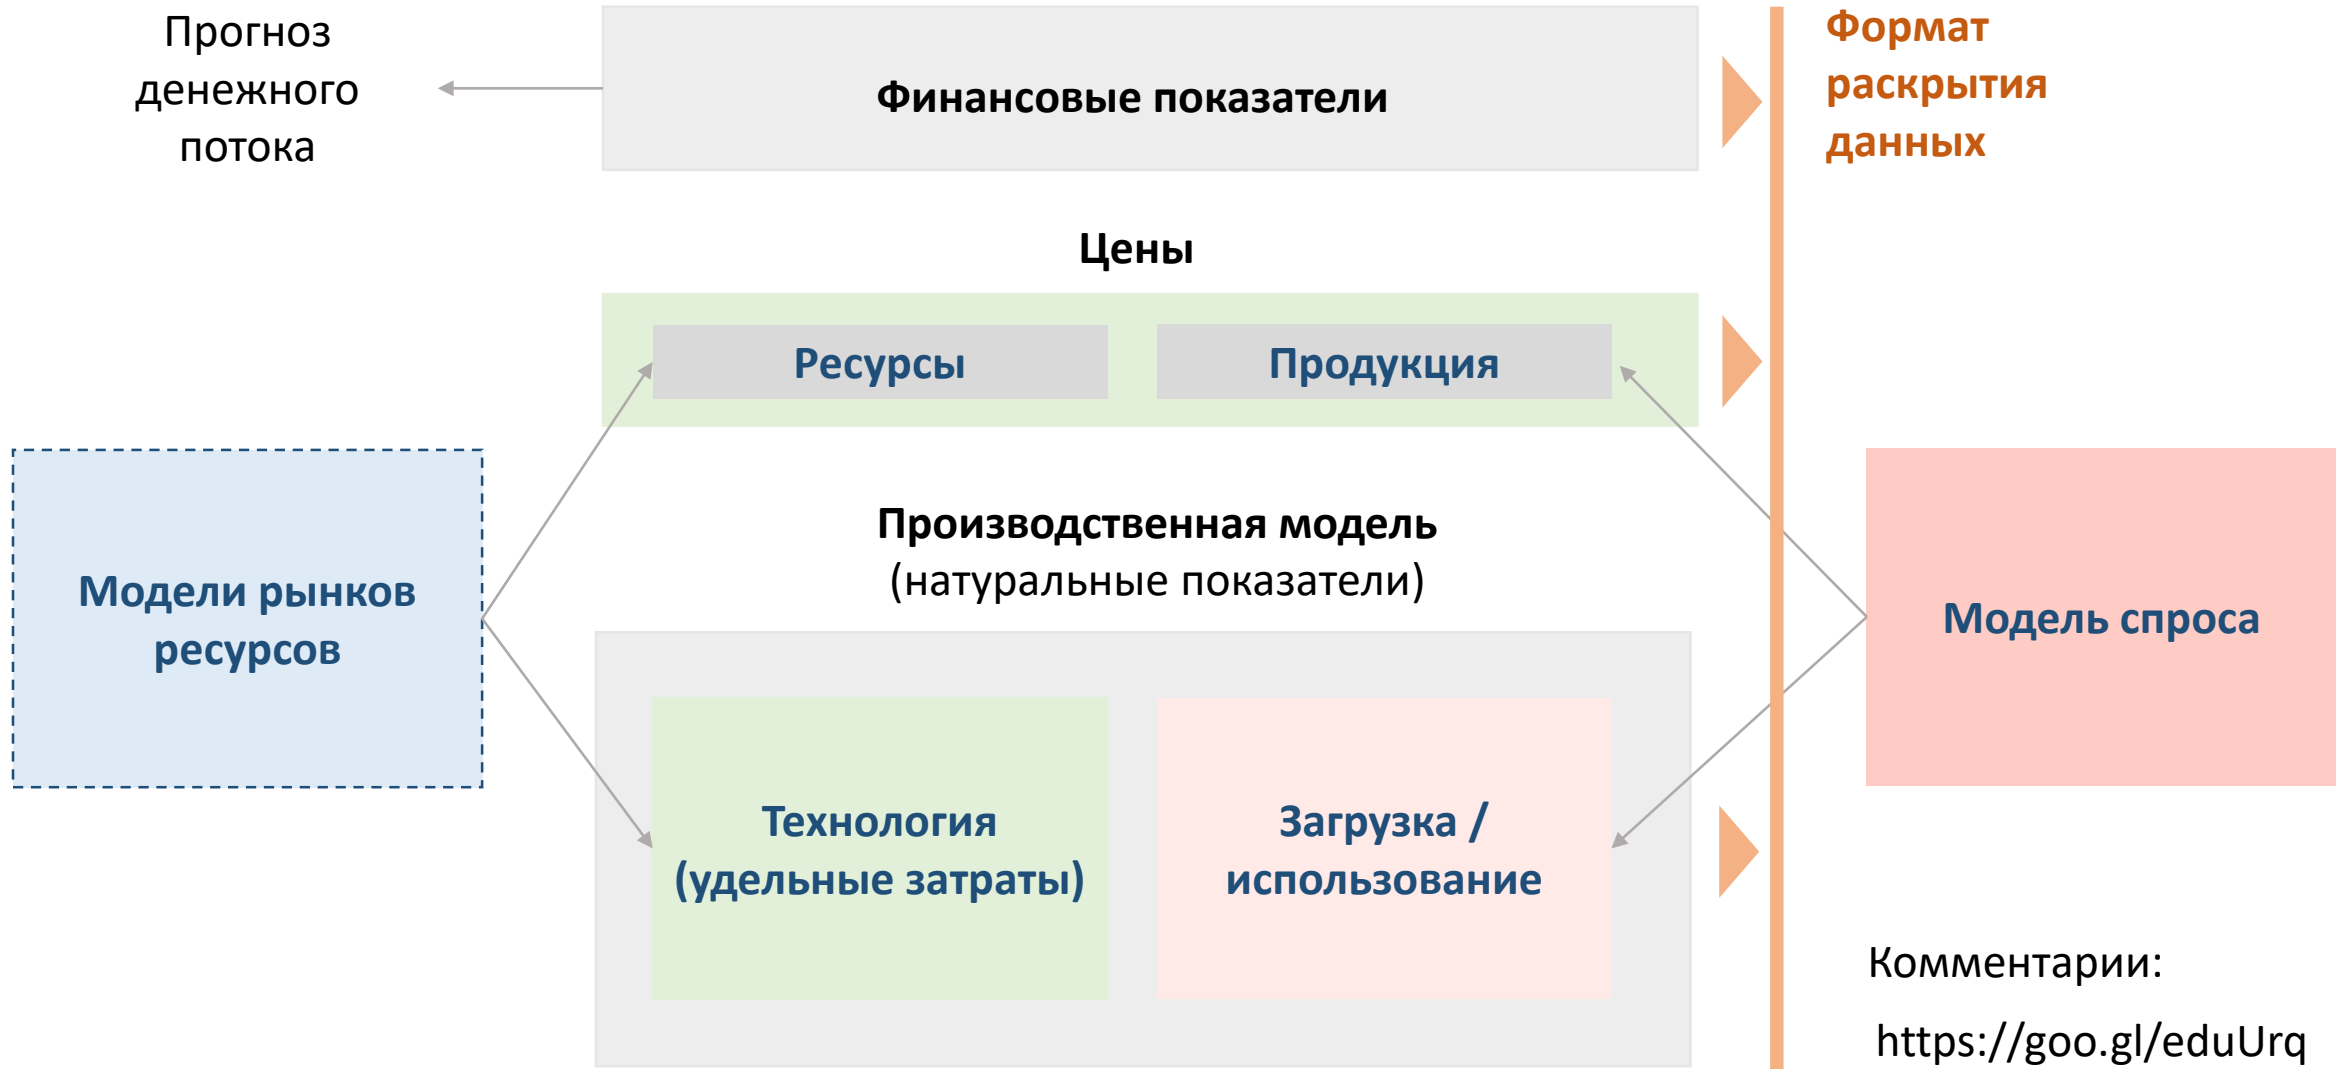 Прогноз
денежного
потока
Финансовые показатели
Формат
раскрытия
данных
Цены
Ресурсы
Продукция
Модели рынков
ресурсов
Производственная модель
(натуральные показатели)
Модель спроса
Технология
(удельные затраты)
Загрузка /
использование
Комментарии:
https://goo.gl/eduUrq